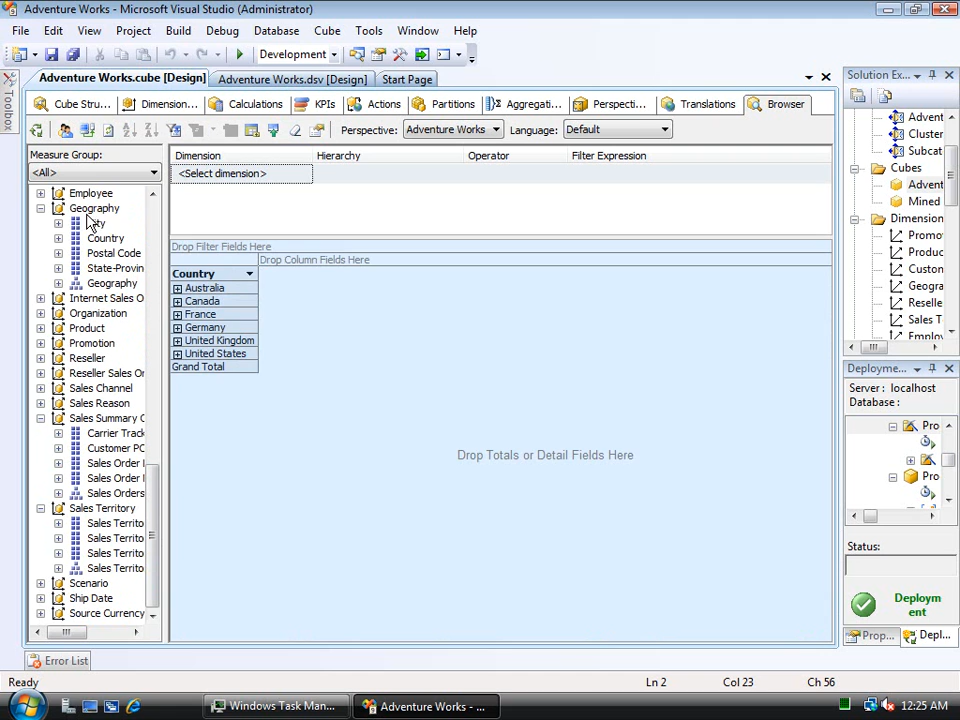 Adventure Works - Microsoft Visual Studio (Administrator)
File Edit View Project Build Debug Database Cube Tools Window Help
Development
Adventure Works.cube [Design] Adventure Works.dsv [Design] Start Page
Cube Stru... Dimension... Calculations KPIs Actions Partitions Aggregati... Perspecti... Translations Browser
Perspective: Adventure Works Language: Default
Toolbox
Measure Group:
<All>
Employee
Geography
Country
Postal Code
State-Provin
Geography
Internet Sales O
Organization
Product
Promotion
Reseller
Reseller Sales Or
Sales Channel
Sales Reason
Sales Summary C
Carrier Track
Customer PC
Sales Order
Sales Order
Sales Orders
Sales Territory
Sales Territo
Sales Territo
Sales Territo
Sales Territo
Scenario
Ship Date
Source Currency
Dimension Hierarchy Operator Filter Expression
<Select dimension>
Drop Filter Fields Here
Drop Column Fields Here
Country
Australia
Canada
France
Germany
United Kingdom
United States
Grand Total
Drop Totals or Detail Fields Here
Solution Ex...
Advent
Cluster
Subcat
Cubes
Advent
Mined
Dimension
Promo
Produc
Custon
Geogra
Reselle
Sales T
Employ
Deployme...
Server : localhost
Database :
Pro
Pro
Status:
Deploym
ent
Prop... Depl...
Error List
Ready Ln 2 Col 23 Ch 56
Windows Task Man... Adventure Works - ... 12:25 AM